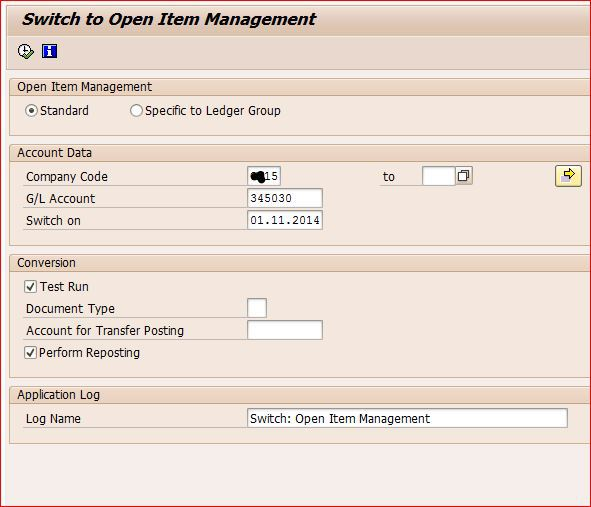 Switch to Open Item Management
Open Item Management
Standard Specific to Ledger Group
Account Data
Company Code 15 to
G/L Account 345030
Switch on 01.11.2014
Conversion
Test Run
Document Type
Account for Transfer Posting
Perform Reposting
Application Log
Log Name Switch: Open Item Management